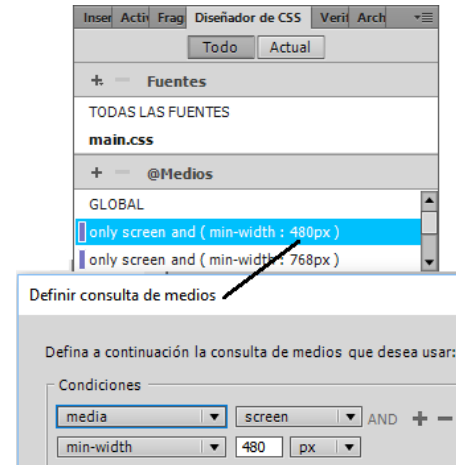 Inser Activ Frag Diseñador de CSS Verif Arch
Todo Actual
Fuentes
TODAS LAS FUENTES
main.css
@Medios
GLOBAL
only screen and ( min-width : 480px )
only screen and ( min-width : 768px )
Definir consulta de medios
Defina a continuación la consulta de medios que desea usar:
Condiciones
media screen AND
min-width 480 px